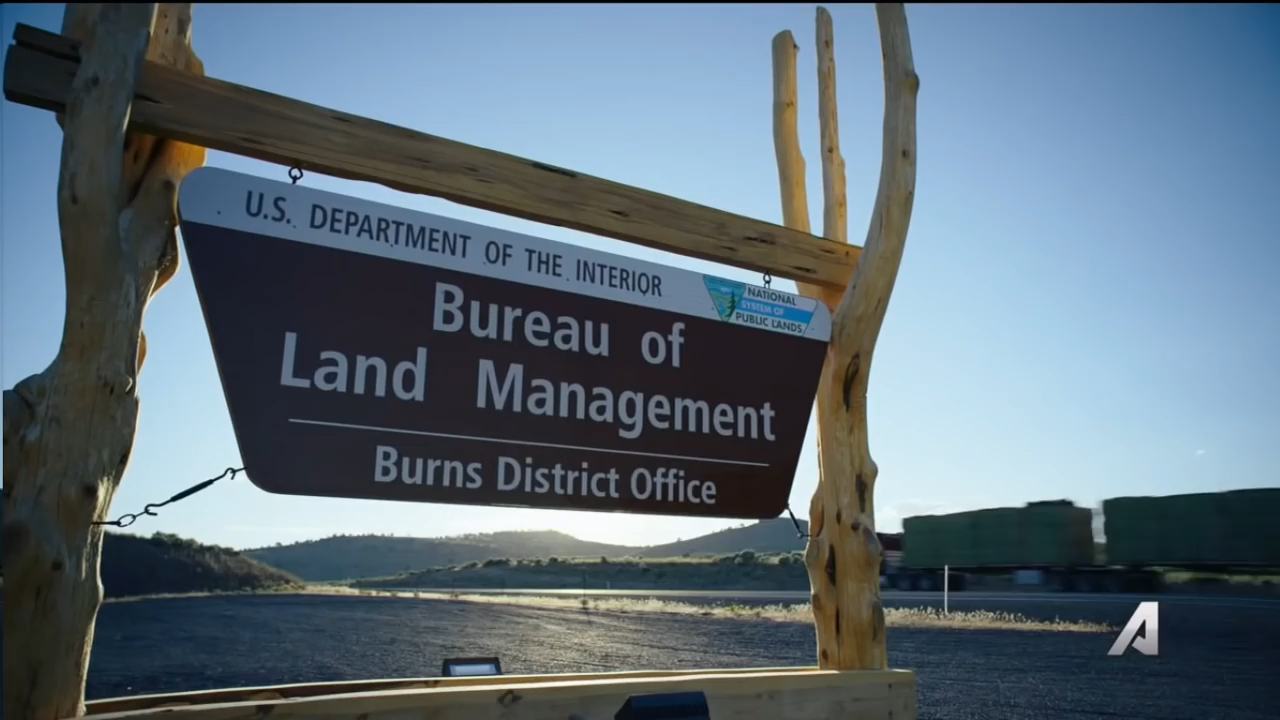 U.S. DEPARTMENT OF THE INTERIOR
NATIONAL
SYSTEM OF
PUBLIC LANDS
Bureau of
Land Management
Burns District Office